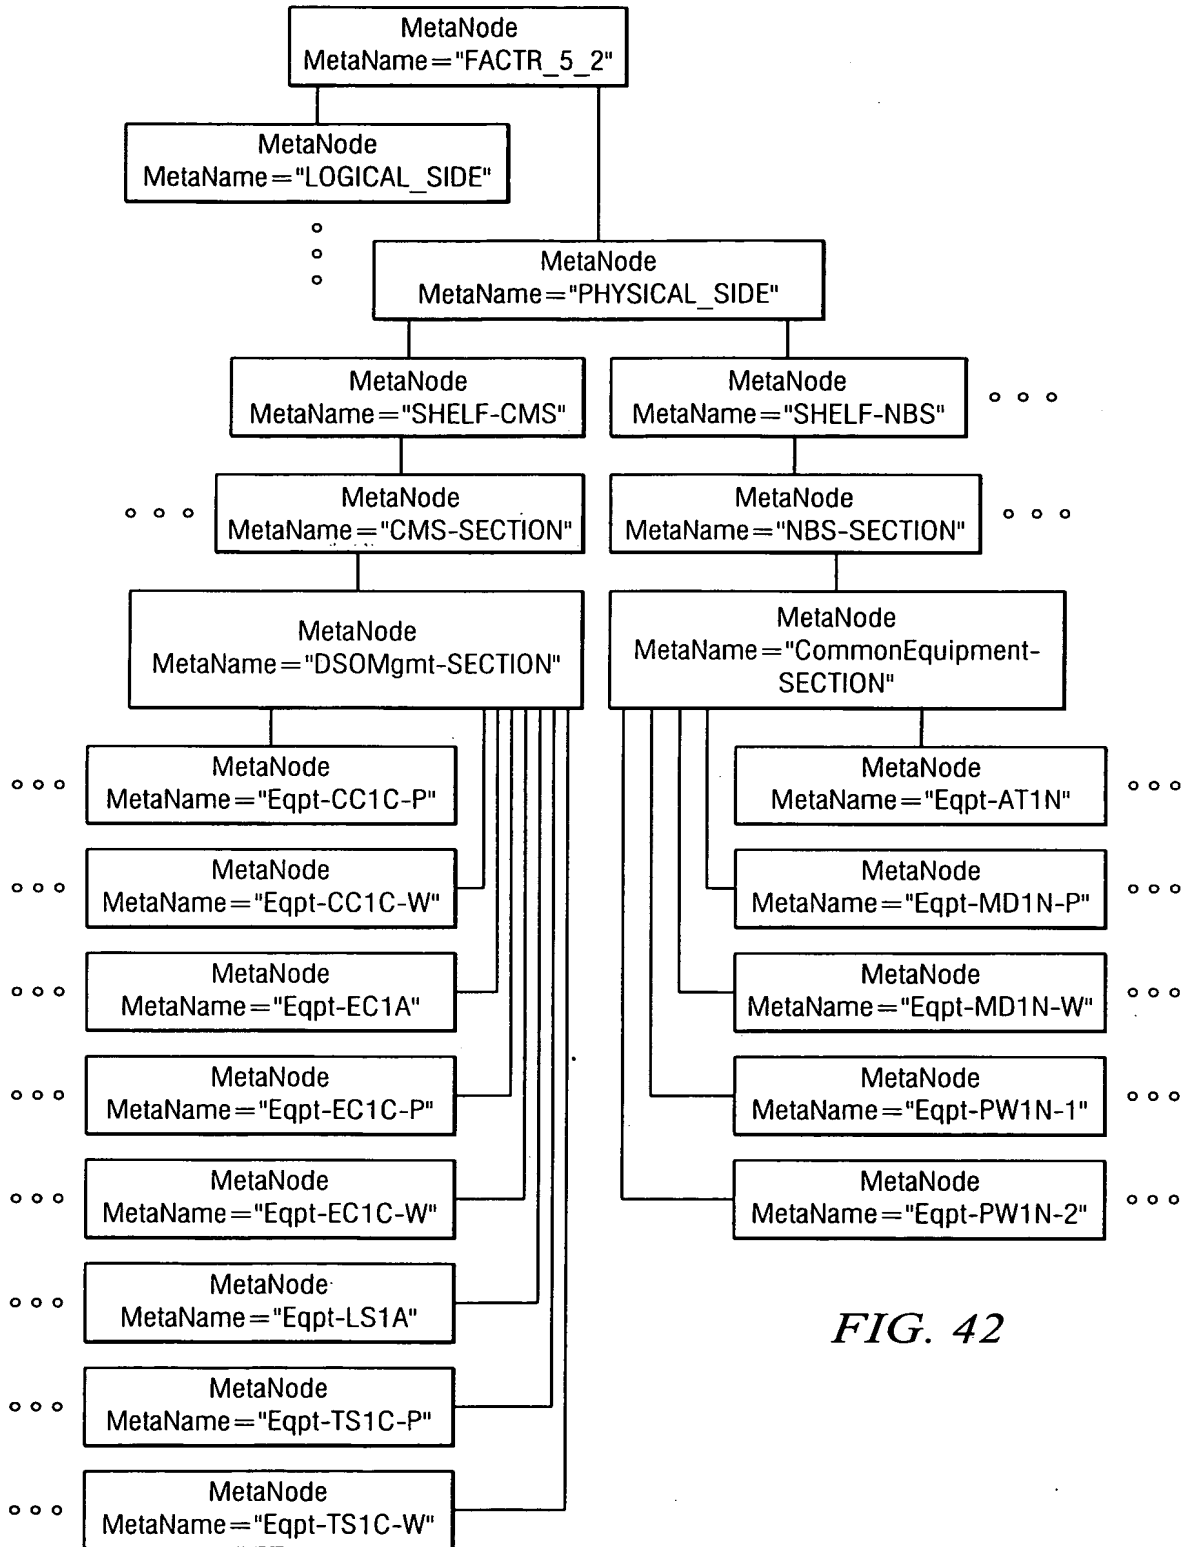 MetaNode
MetaName="FACTR_5_2"
MetaNode
MetaName="LOGICAL_SIDE"
MetaNode
MetaName="PHYSICAL_SIDE"
MetaNode
MetaName="SHELF-CMS"
MetaNode
MetaName="SHELF-NBS"
MetaNode
MetaName="CMS-SECTION"
MetaNode
MetaName="NBS-SECTION"
MetaNode
MetaName="DSOMgmt-SECTION"
MetaNode
MetaName="CommonEquipment-
SECTION"
MetaNode
MetaName="Eqpt-CC1C-P"
MetaNode
MetaName="Eqpt-CC1C-W"
MetaNode
MetaName="Eqpt-EC1A"
MetaNode
MetaName="Eqpt-EC1C-P"
MetaNode
MetaName="Eqpt-EC1C-W"
MetaNode
MetaName="Eqpt-LS1A"
MetaNode
MetaName="Eqpt-TS1C-P"
MetaNode
MetaName="Eqpt-TS1C-W"
MetaNode
MetaName="Eqpt-AT1N"
MetaNode
MetaName="Eqpt-MD1N-P"
MetaNode
MetaName="Eqpt-MD1N-W"
MetaNode
MetaName="Eqpt-PW1N-1"
MetaNode
MetaName="Eqpt-PW1N-2"
FIG. 42